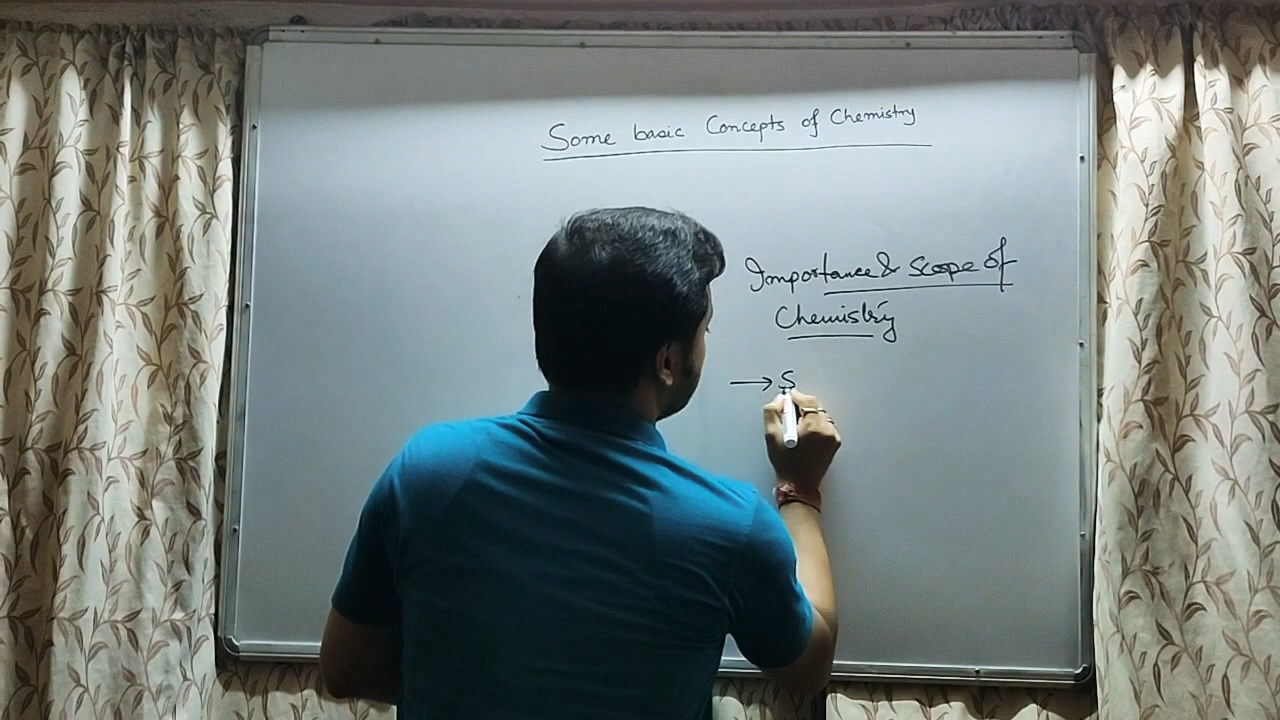 Some basic Concepts of Chemistry
Importance & Scope of
Chemistry
→ S